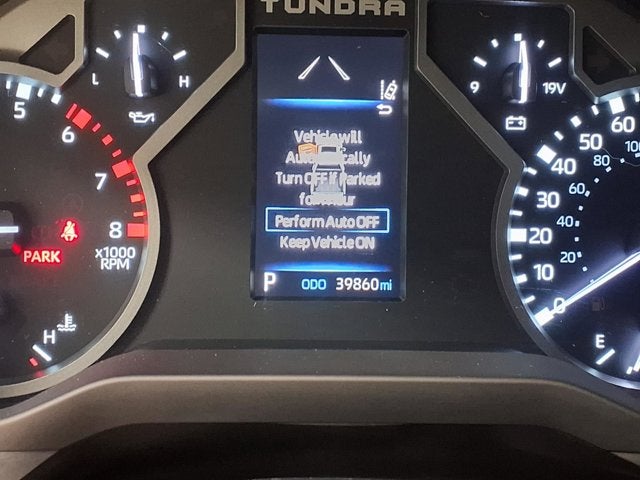 TUNDRA
L H
9 19V
5
6
7
8
x1000
RPM
PARK
H
Vehicle will
Automatically
Turn OFF if Parked
for 1 hour
Perform Auto OFF
Keep Vehicle ON
P ODO 39860 mi
60
50
40
30
20
10
0
100
80
60
40
20
E